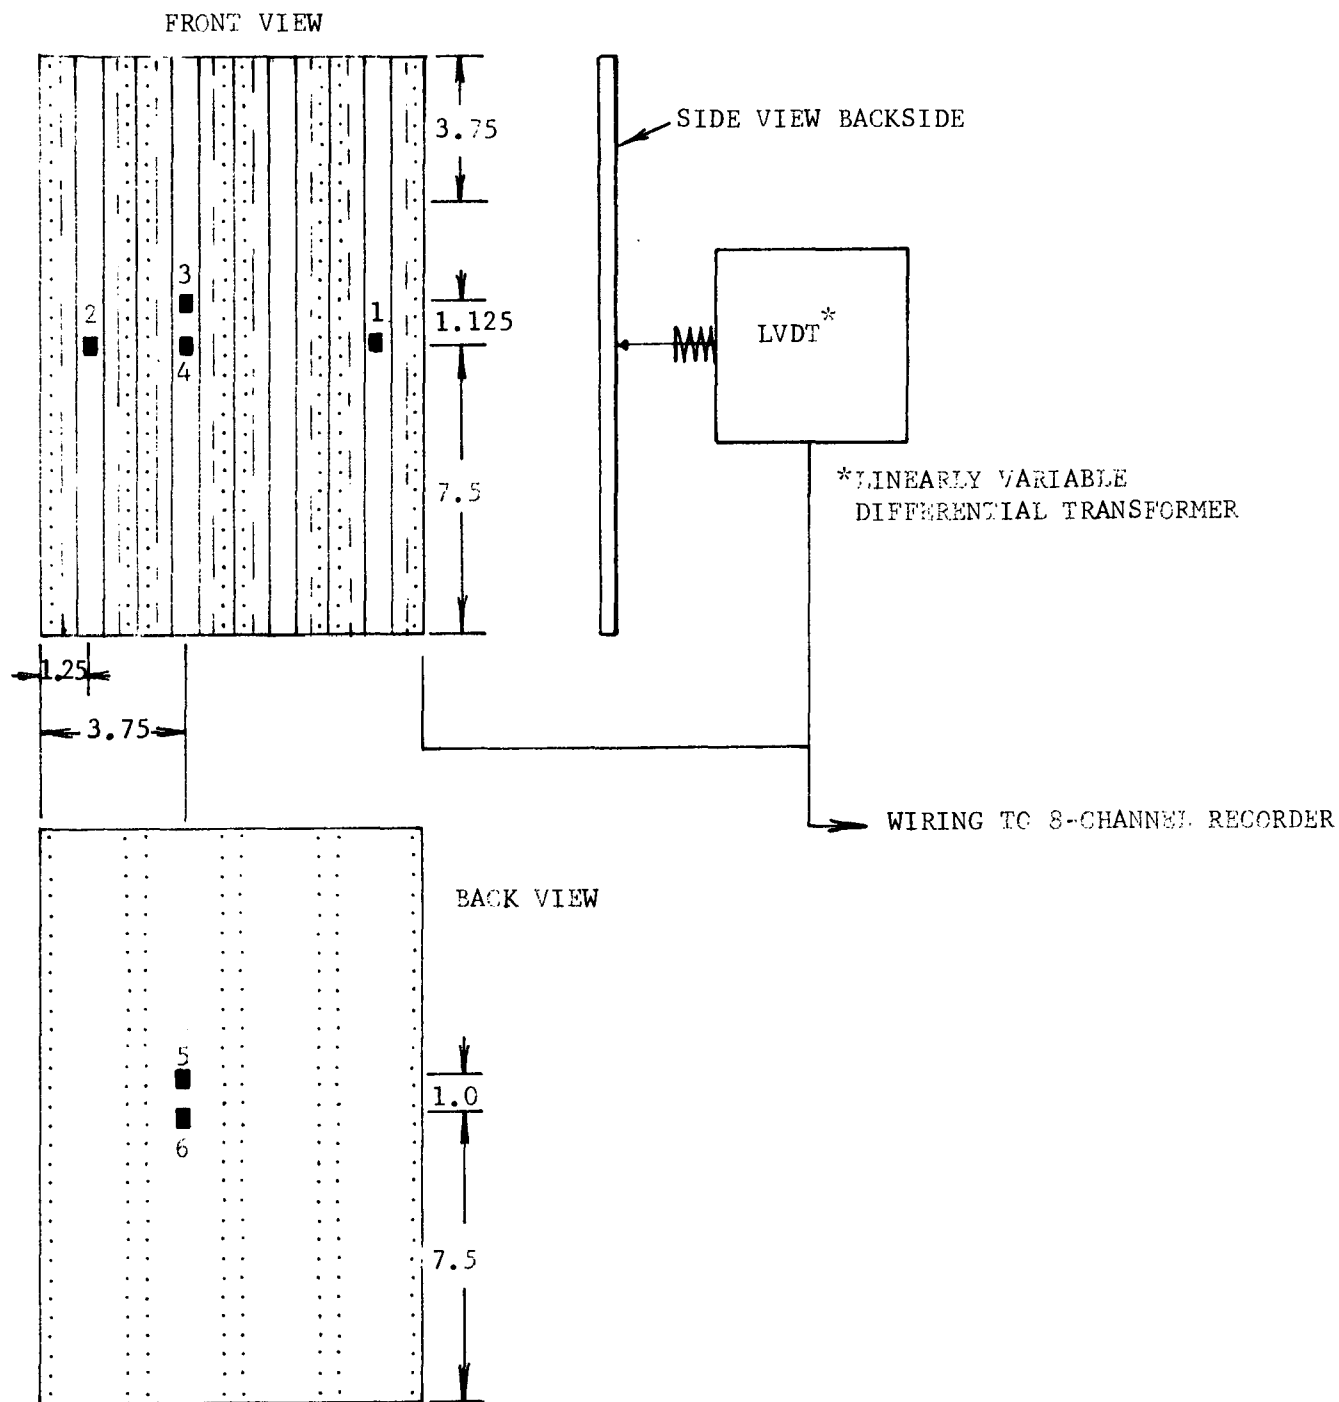 FRONT VIEW
3.75
SIDE VIEW BACKSIDE
3
2
1
1.125
LVDT*
4
7.5
*LINEARLY VARIABLE
DIFFERENTIAL TRANSFORMER
1.25
3.75
WIRING TO 8-CHANNEL RECORDER
BACK VIEW
5
1.0
6
7.5